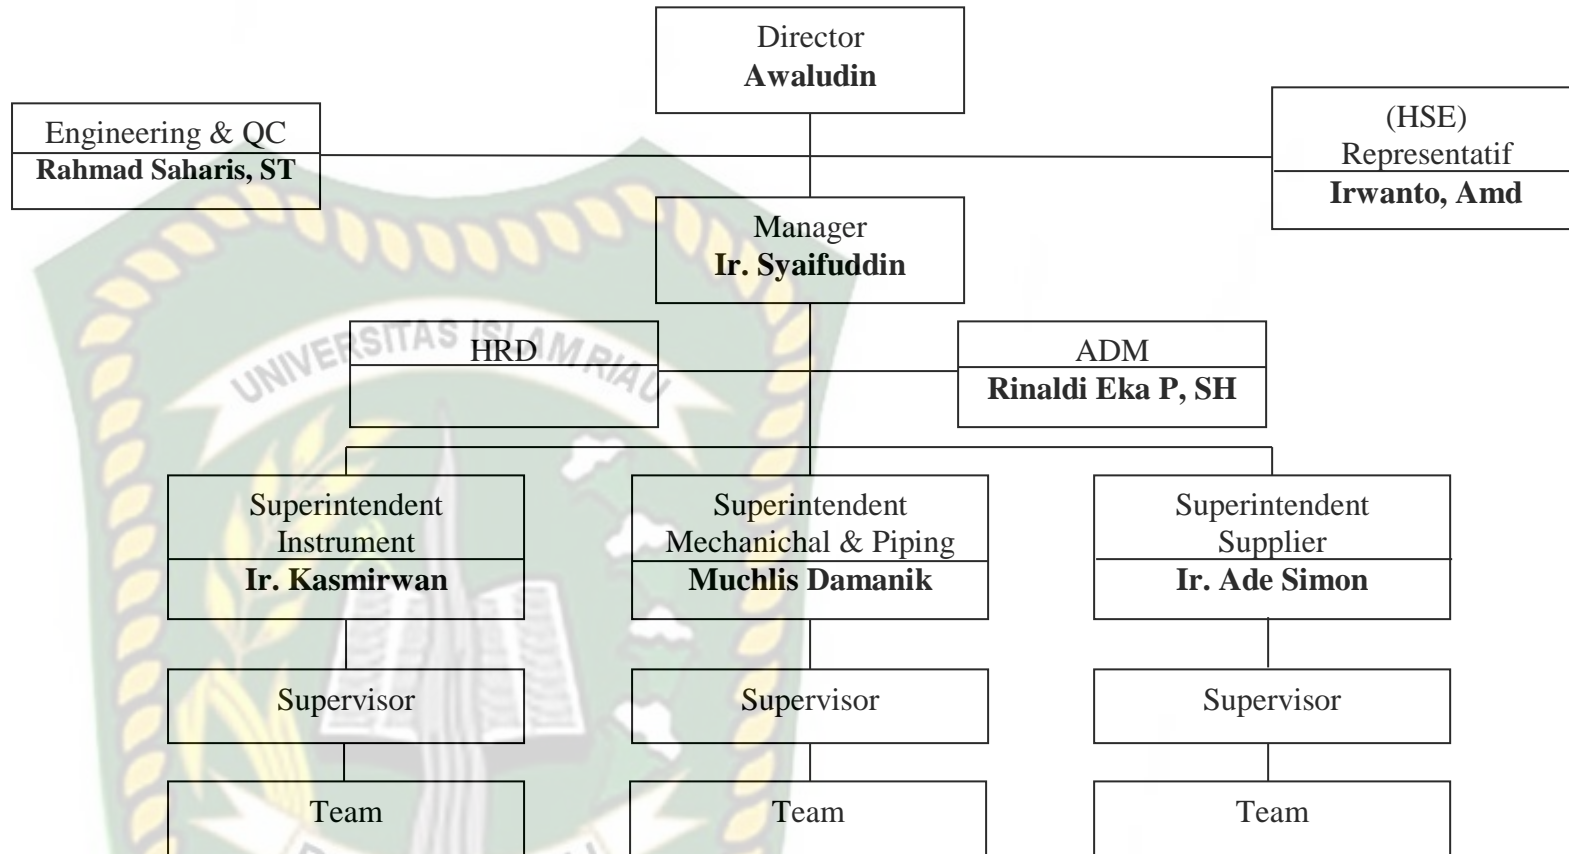 Director
Awaludin
Engineering & QC
Rahmad Saharis, ST
(HSE)
Representatif
Irwanto, Amd
Manager
Ir. Syaifuddin
UNIVERSITAS ISLAM RIAU
HRD
ADM
Rinaldi Eka P, SH
Superintendent
Instrument
Ir. Kasmirwan
Superintendent
Mechanichal & Piping
Muchlis Damanik
Superintendent
Supplier
Ir. Ade Simon
Supervisor
Supervisor
Supervisor
Team
Team
Team